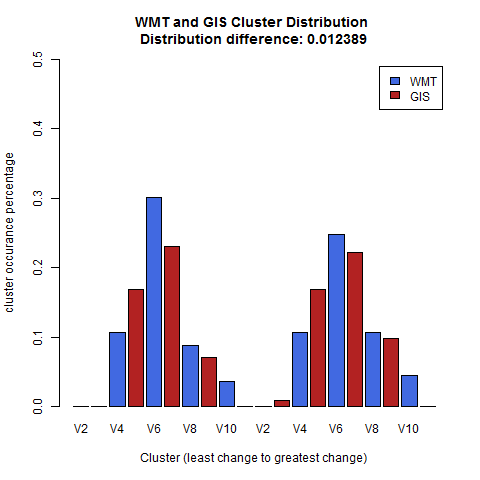 WMT and GIS Cluster Distribution
Distribution difference: 0.012389
WMT
GIS
cluster occurance percentage
0.5
0.4
0.3
0.2
0.1
0.0
V2 V4 V6 V8 V10 V2 V4 V6 V8 V10
Cluster (least change to greatest change)